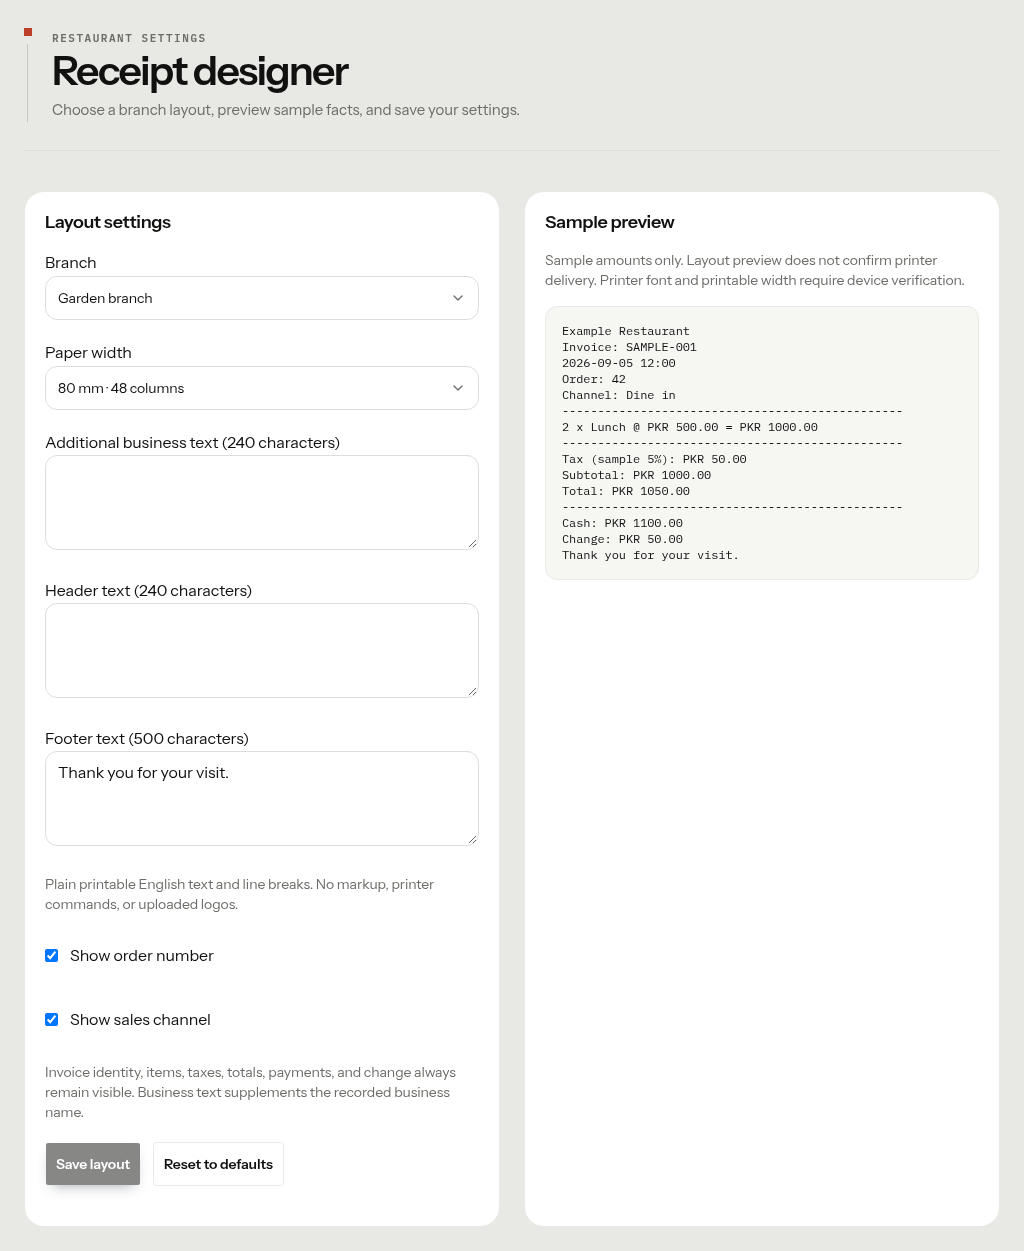 RESTAURANT SETTINGS
Receipt designer
Choose a branch layout, preview sample facts, and save your settings.
Layout settings
Branch
Garden branch
Paper width
80 mm · 48 columns
Additional business text (240 characters)
Header text (240 characters)
Footer text (500 characters)
Thank you for your visit.
Plain printable English text and line breaks. No markup, printer
commands, or uploaded logos.
Show order number
Show sales channel
Invoice identity, items, taxes, totals, payments, and change always
remain visible. Business text supplements the recorded business
name.
Save layout
Reset to defaults
Sample preview
Sample amounts only. Layout preview does not confirm printer
delivery. Printer font and printable width require device verification.
Example Restaurant
Invoice: SAMPLE-001
2026-09-05 12:00
Order: 42
Channel: Dine in
------------------------------------------------
2 x Lunch @ PKR 500.00 = PKR 1000.00
------------------------------------------------
Tax (sample 5%): PKR 50.00
Subtotal: PKR 1000.00
Total: PKR 1050.00
------------------------------------------------
Cash: PKR 1100.00
Change: PKR 50.00
Thank you for your visit.